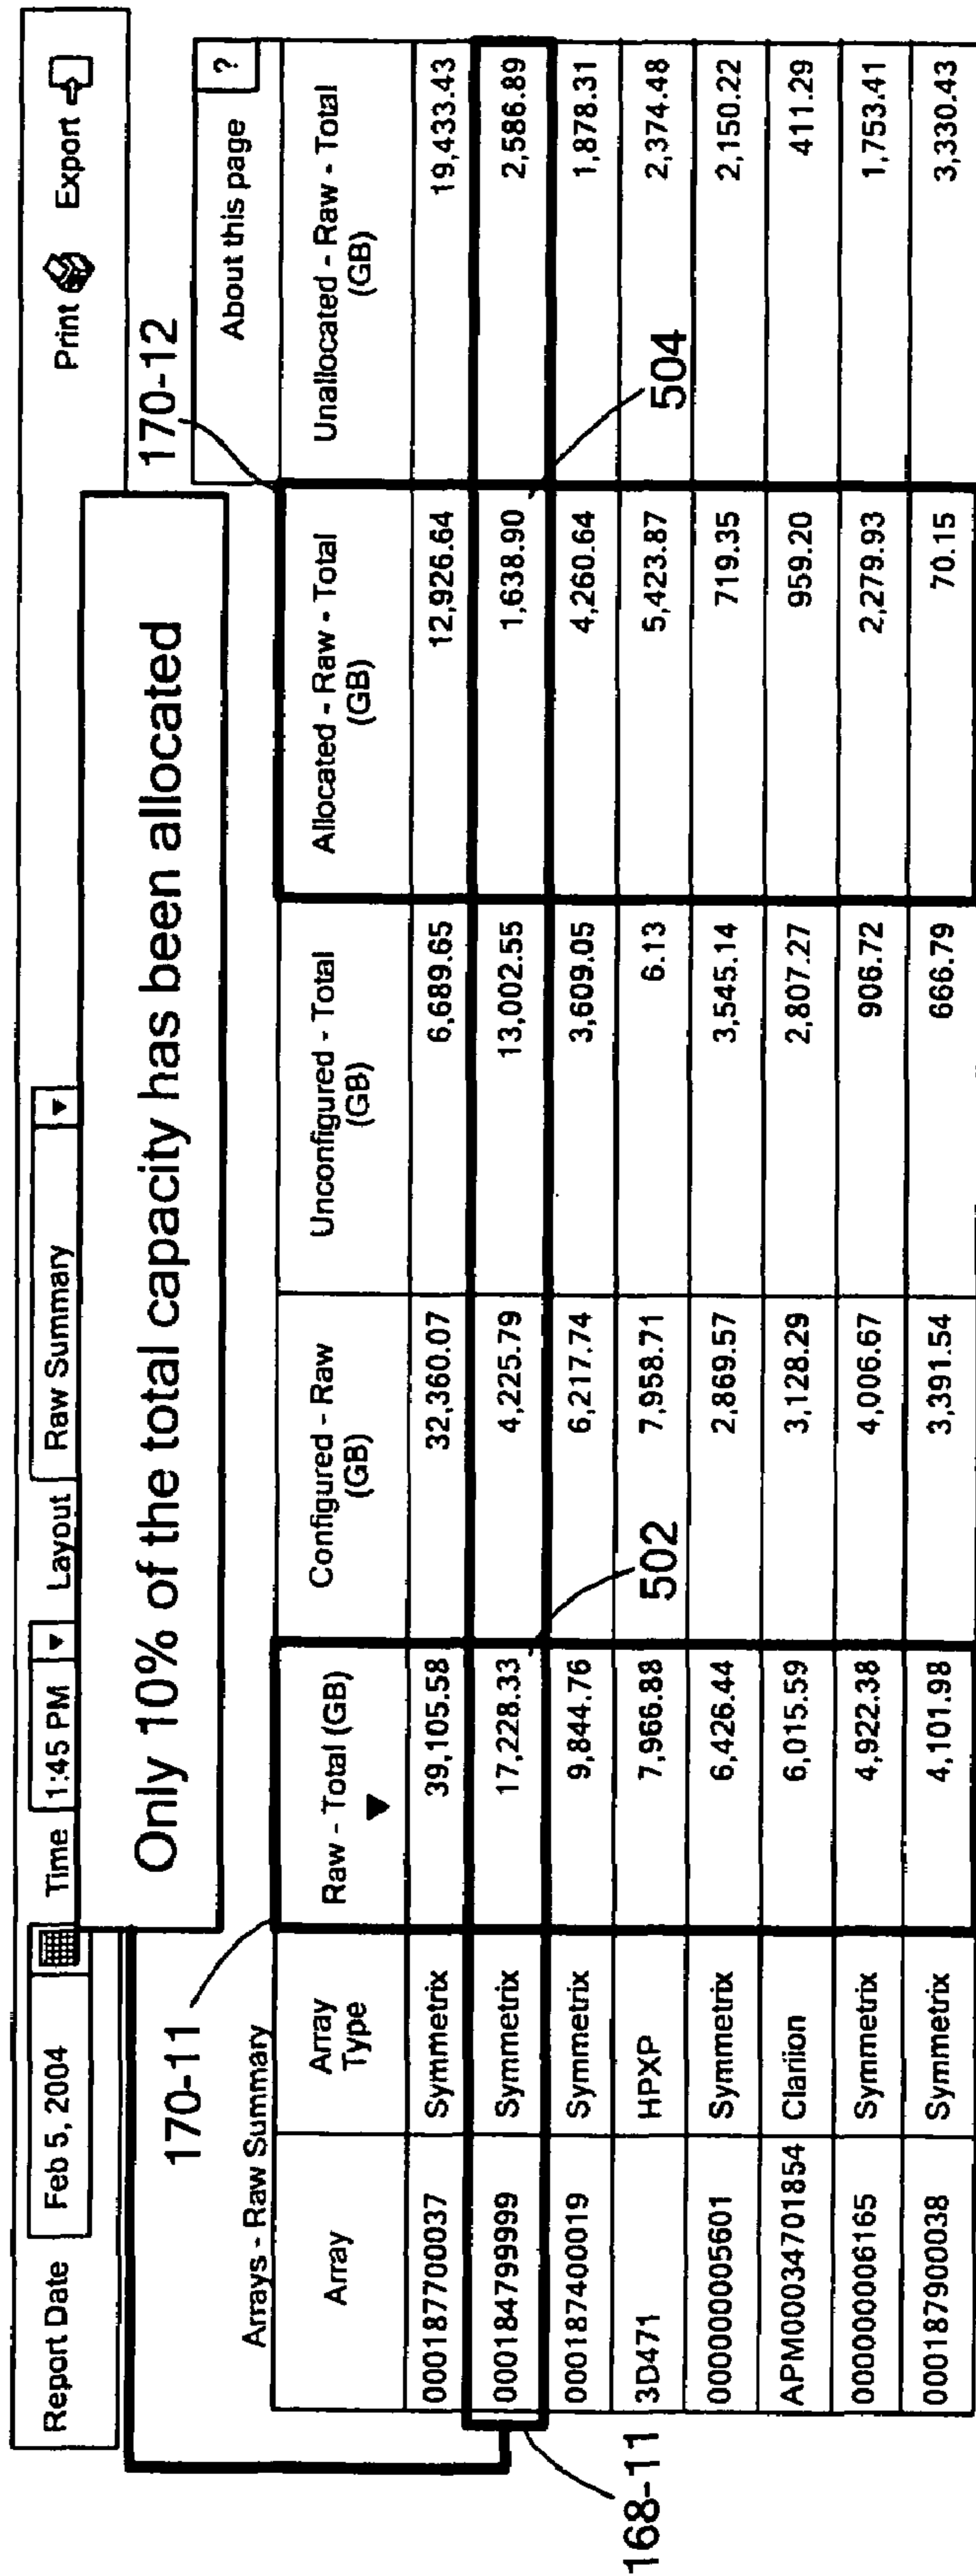 Report Date Feb 5, 2004 Time 1:45 PM ▼ Layout Raw Summary ▼ Print Export
Only 10% of the total capacity has been allocated
170-12
170-11
About this page ?
Arrays - Raw Summary
Array Array Type Raw - Total (GB) ▼ Configured - Raw (GB) Unconfigured - Total (GB) Allocated - Raw - Total (GB) Unallocated - Raw - Total (GB)
000187700037 Symmetrix 39,105.58 32,360.07 6,689.65 12,926.64 19,433.43
000184799999 Symmetrix 17,228.33 4,225.79 13,002.55 1,638.90 2,586.89
000187400019 Symmetrix 9,844.76 6,217.74 3,609.05 4,260.64 1,878.31
3D471 HPXP 7,966.88 7,958.71 6.13 5,423.87 2,374.48
000000005601 Symmetrix 6,426.44 2,869.57 3,545.14 719.35 2,150.22
APM00034701854 Clariion 6,015.59 3,128.29 2,807.27 959.20 411.29
000000006165 Symmetrix 4,922.38 4,006.67 906.72 2,279.93 1,753.41
000187900038 Symmetrix 4,101.98 3,391.54 666.79 70.15 3,330.43
168-11
502
504